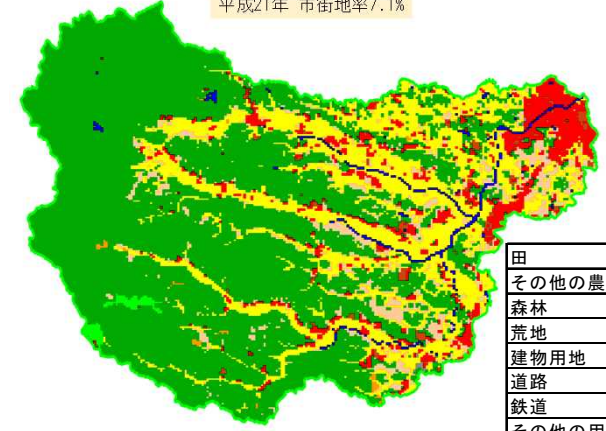 平成21年 市街地率7.1%
田
その他の農
森林
荒地
建物用地
道路
鉄道
その他の用